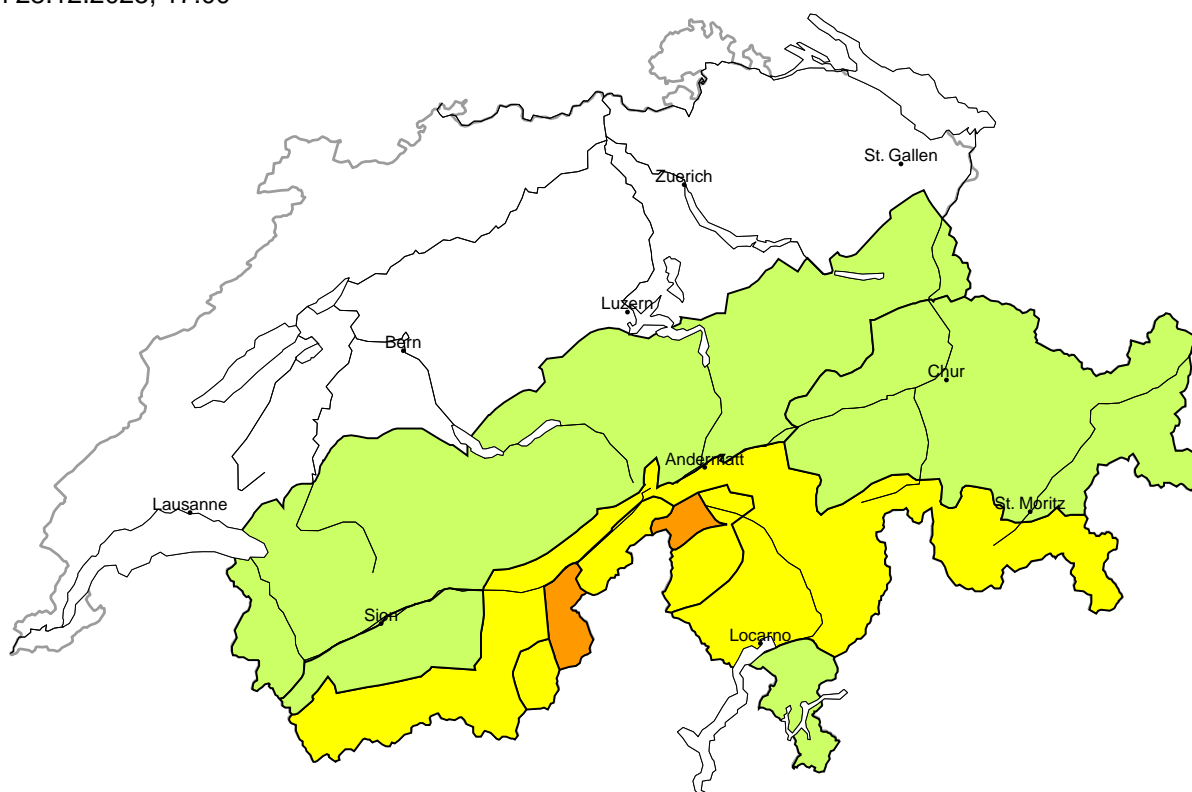 St. Gallen
Zuerich
Luzern
Bern
Chur
Andermatt
Lausanne
St. Moritz
Sion
Locarno